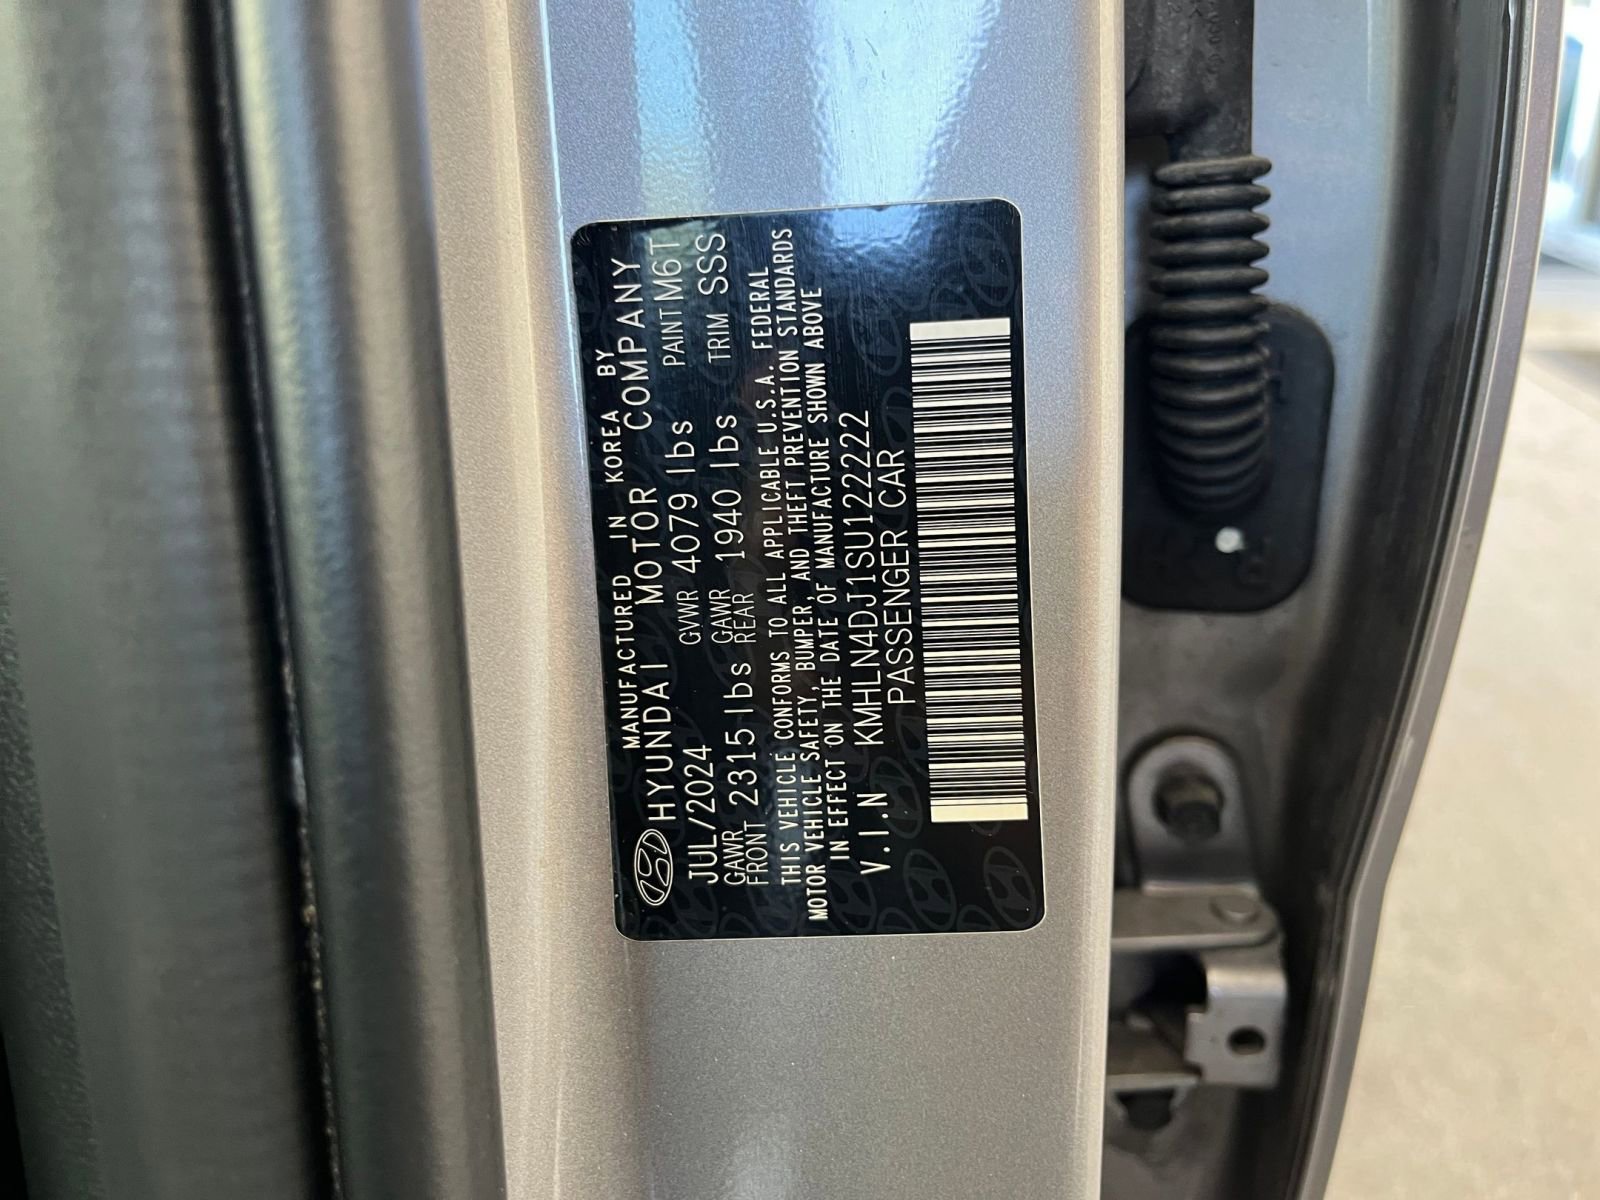 MANUFACTURED IN KOREA BY
HYUNDAI MOTOR COMPANY
JUL/2024 GVWR 4079 lbs PAINT M6T
GAWR FRONT 2315 lbs GAWR REAR 1940 lbs TRIM SSS
THIS VEHICLE CONFORMS TO ALL APPLICABLE U.S.A. FEDERAL
MOTOR VEHICLE SAFETY, BUMPER, AND THEFT PREVENTION STANDARDS
IN EFFECT ON THE DATE OF MANUFACTURE SHOWN ABOVE
V.I.N KMHLN4DJ1SU122222
PASSENGER CAR